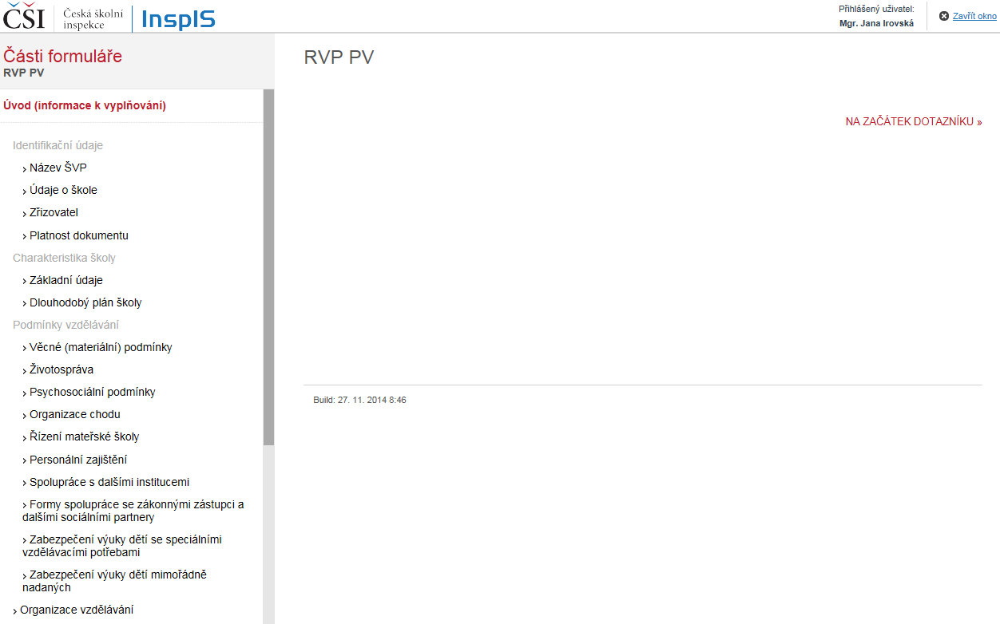 ČŠI
Česká školní
inspekce
InspIS
Přihlášený uživatel:
Mgr. Jana Irovská
Zavřít okno
Části formuláře
RVP PV
Úvod (informace k vyplňování)
Identifikační údaje
› Název ŠVP
› Údaje o škole
› Zřizovatel
› Platnost dokumentu
Charakteristika školy
› Základní údaje
› Dlouhodobý plán školy
Podmínky vzdělávání
› Věcné (materiální) podmínky
› Životospráva
› Psychosociální podmínky
› Organizace chodu
› Řízení mateřské školy
› Personální zajištění
› Spolupráce s dalšími institucemi
› Formy spolupráce se zákonnými zástupci a
dalšími sociálními partnery
› Zabezpečení výuky dětí se speciálními
vzdělávacími potřebami
› Zabezpečení výuky dětí mimořádně
nadaných
› Organizace vzdělávání
RVP PV
NA ZAČÁTEK DOTAZNÍKU »
Build: 27. 11. 2014 8:46